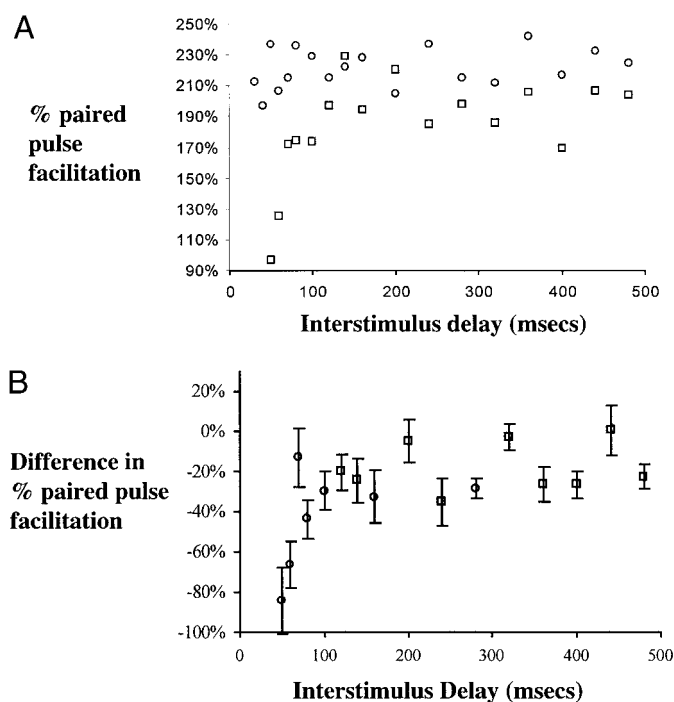 A
250%
230%
210%
190%
170%
150%
130%
110%
90%
% paired
pulse
facilitation
0 100 200 300 400 500
Interstimulus delay (msecs)
B
20%
0%
-20%
-40%
-60%
-80%
-100%
Difference in
% paired pulse
facilitation
0 100 200 300 400 500
Interstimulus Delay (msecs)